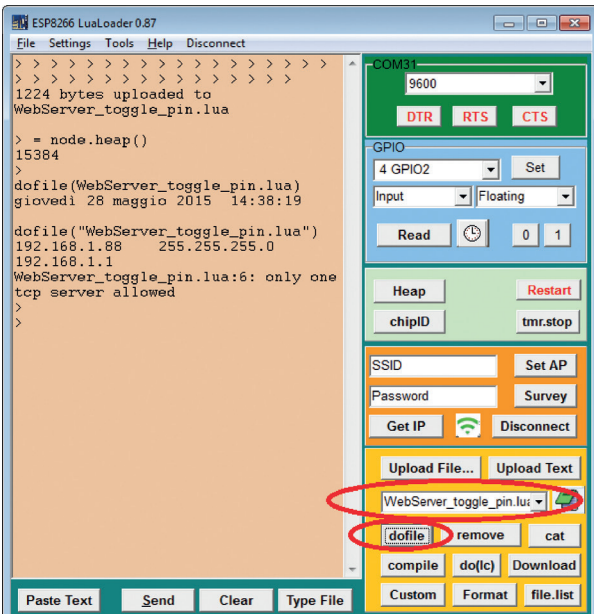 ESP8266 LuaLoader 0.87
File Settings Tools Help Disconnect
> > > > > > > > > > > > > > > > > >
> > > > > > > > > > > > > > > >
1224 bytes uploaded to
WebServer_toggle_pin.lua
> = node.heap()
15384
>
dofile(WebServer_toggle_pin.lua)
giovedì 28 maggio 2015 14:38:19
dofile("WebServer_toggle_pin.lua")
192.168.1.88 255.255.255.0
192.168.1.1
WebServer_toggle_pin.lua:6: only one
tcp server allowed
>
>
Paste Text Send Clear Type File
COM31
9600
DTR RTS CTS
GPIO
4 GPIO2 Set
Input Floating
Read 0 1
Heap Restart
chipID tmr.stop
SSID Set AP
Password Survey
Get IP Disconnect
Upload File... Upload Text
WebServer_toggle_pin.lua
dofile remove cat
compile do(lc) Download
Custom Format file.list